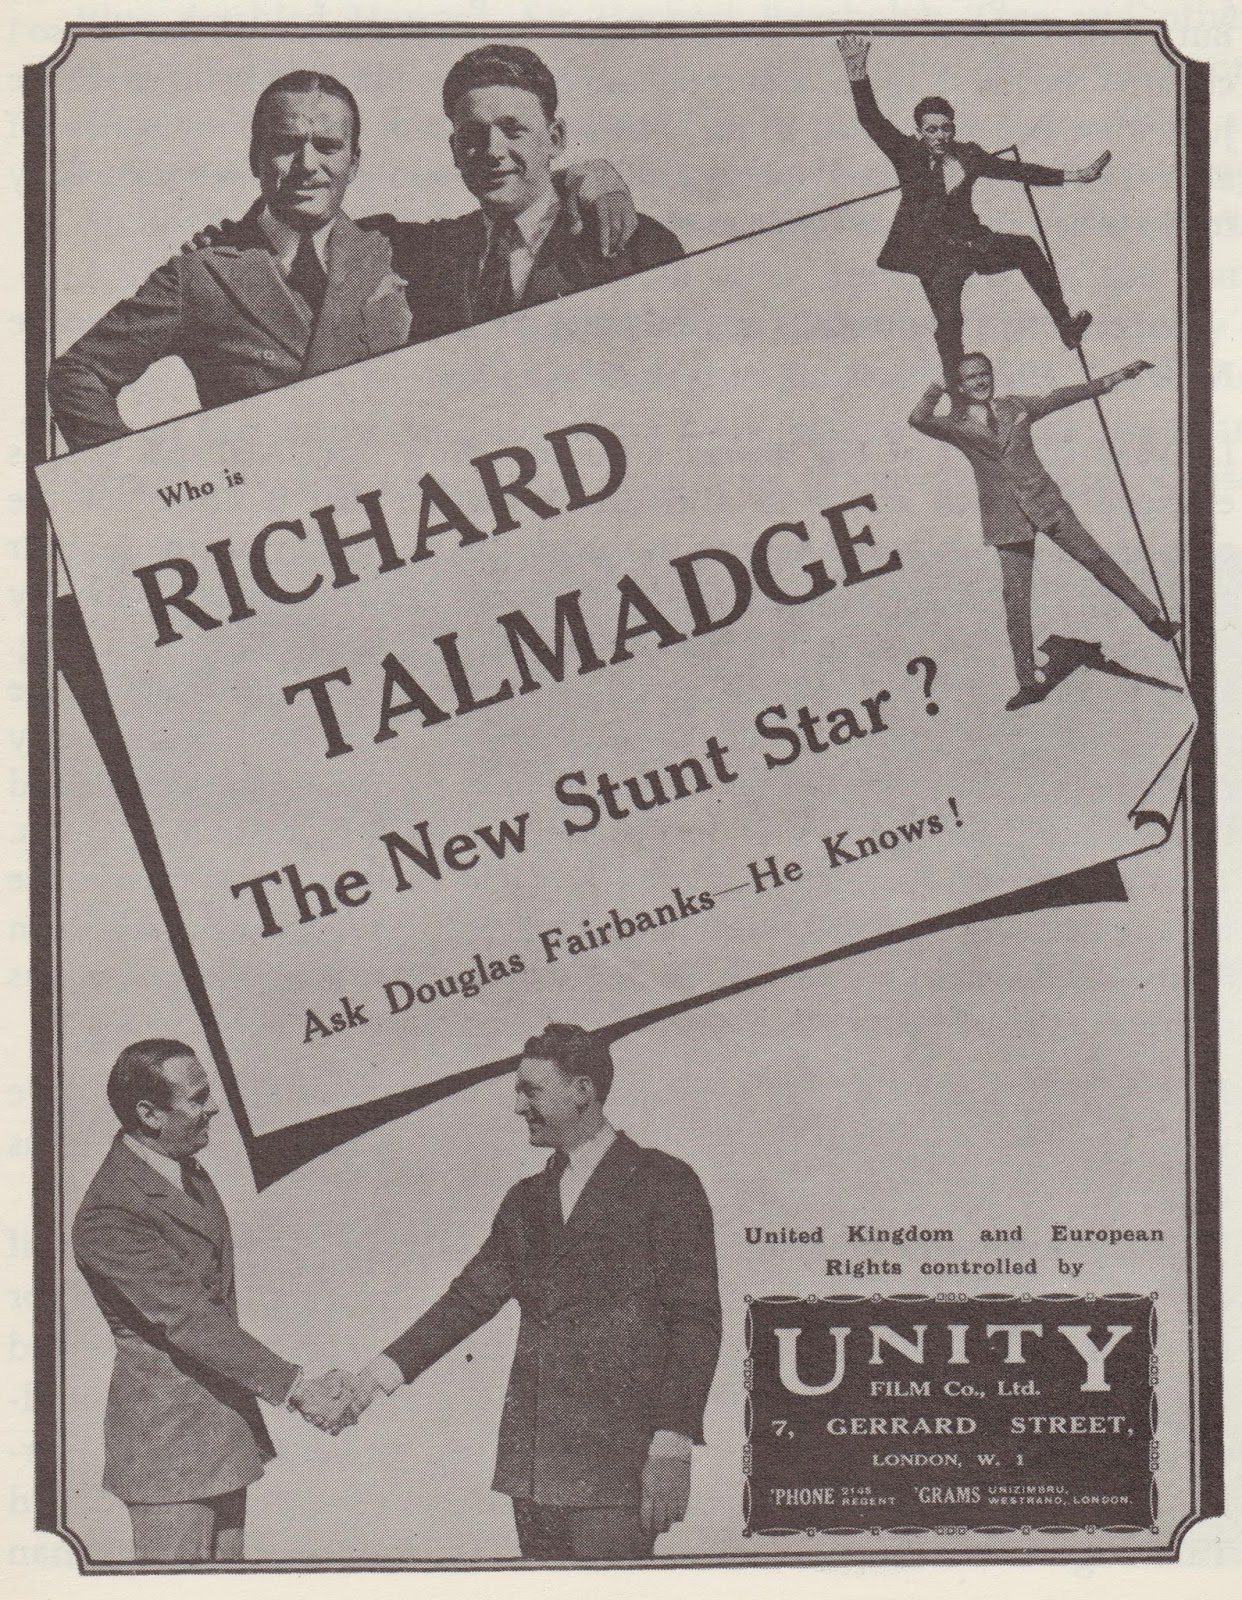 Who is
RICHARD
TALMADGE
The New Stunt Star?
Ask Douglas Fairbanks—He Knows!
United Kingdom and European
Rights controlled by
UNITY
FILM Co., Ltd.
7, GERRARD STREET,
LONDON, W. 1
'PHONE 2148 REGENT 'GRAMS UNIZIMBRU, WESTRAND, LONDON.